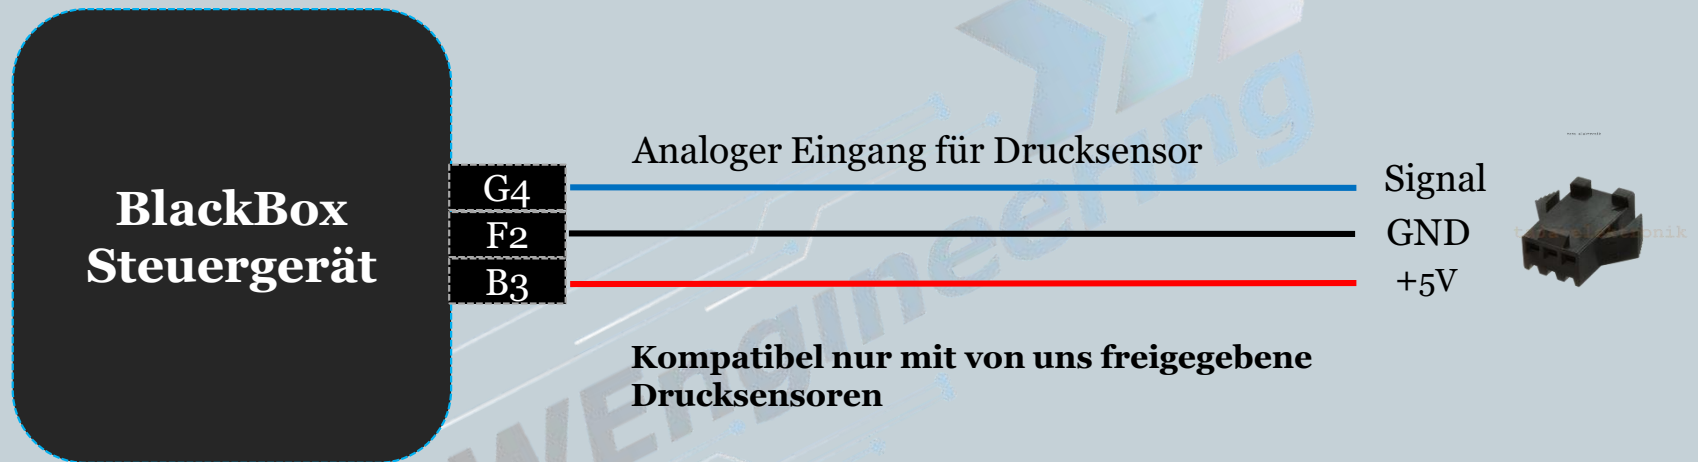 Analoger Eingang für Drucksensor
BlackBox
Steuergerät
G4
Signal
F2
GND
B3
+5V
Kompatibel nur mit von uns freigegebene
Drucksensoren
WEngineering